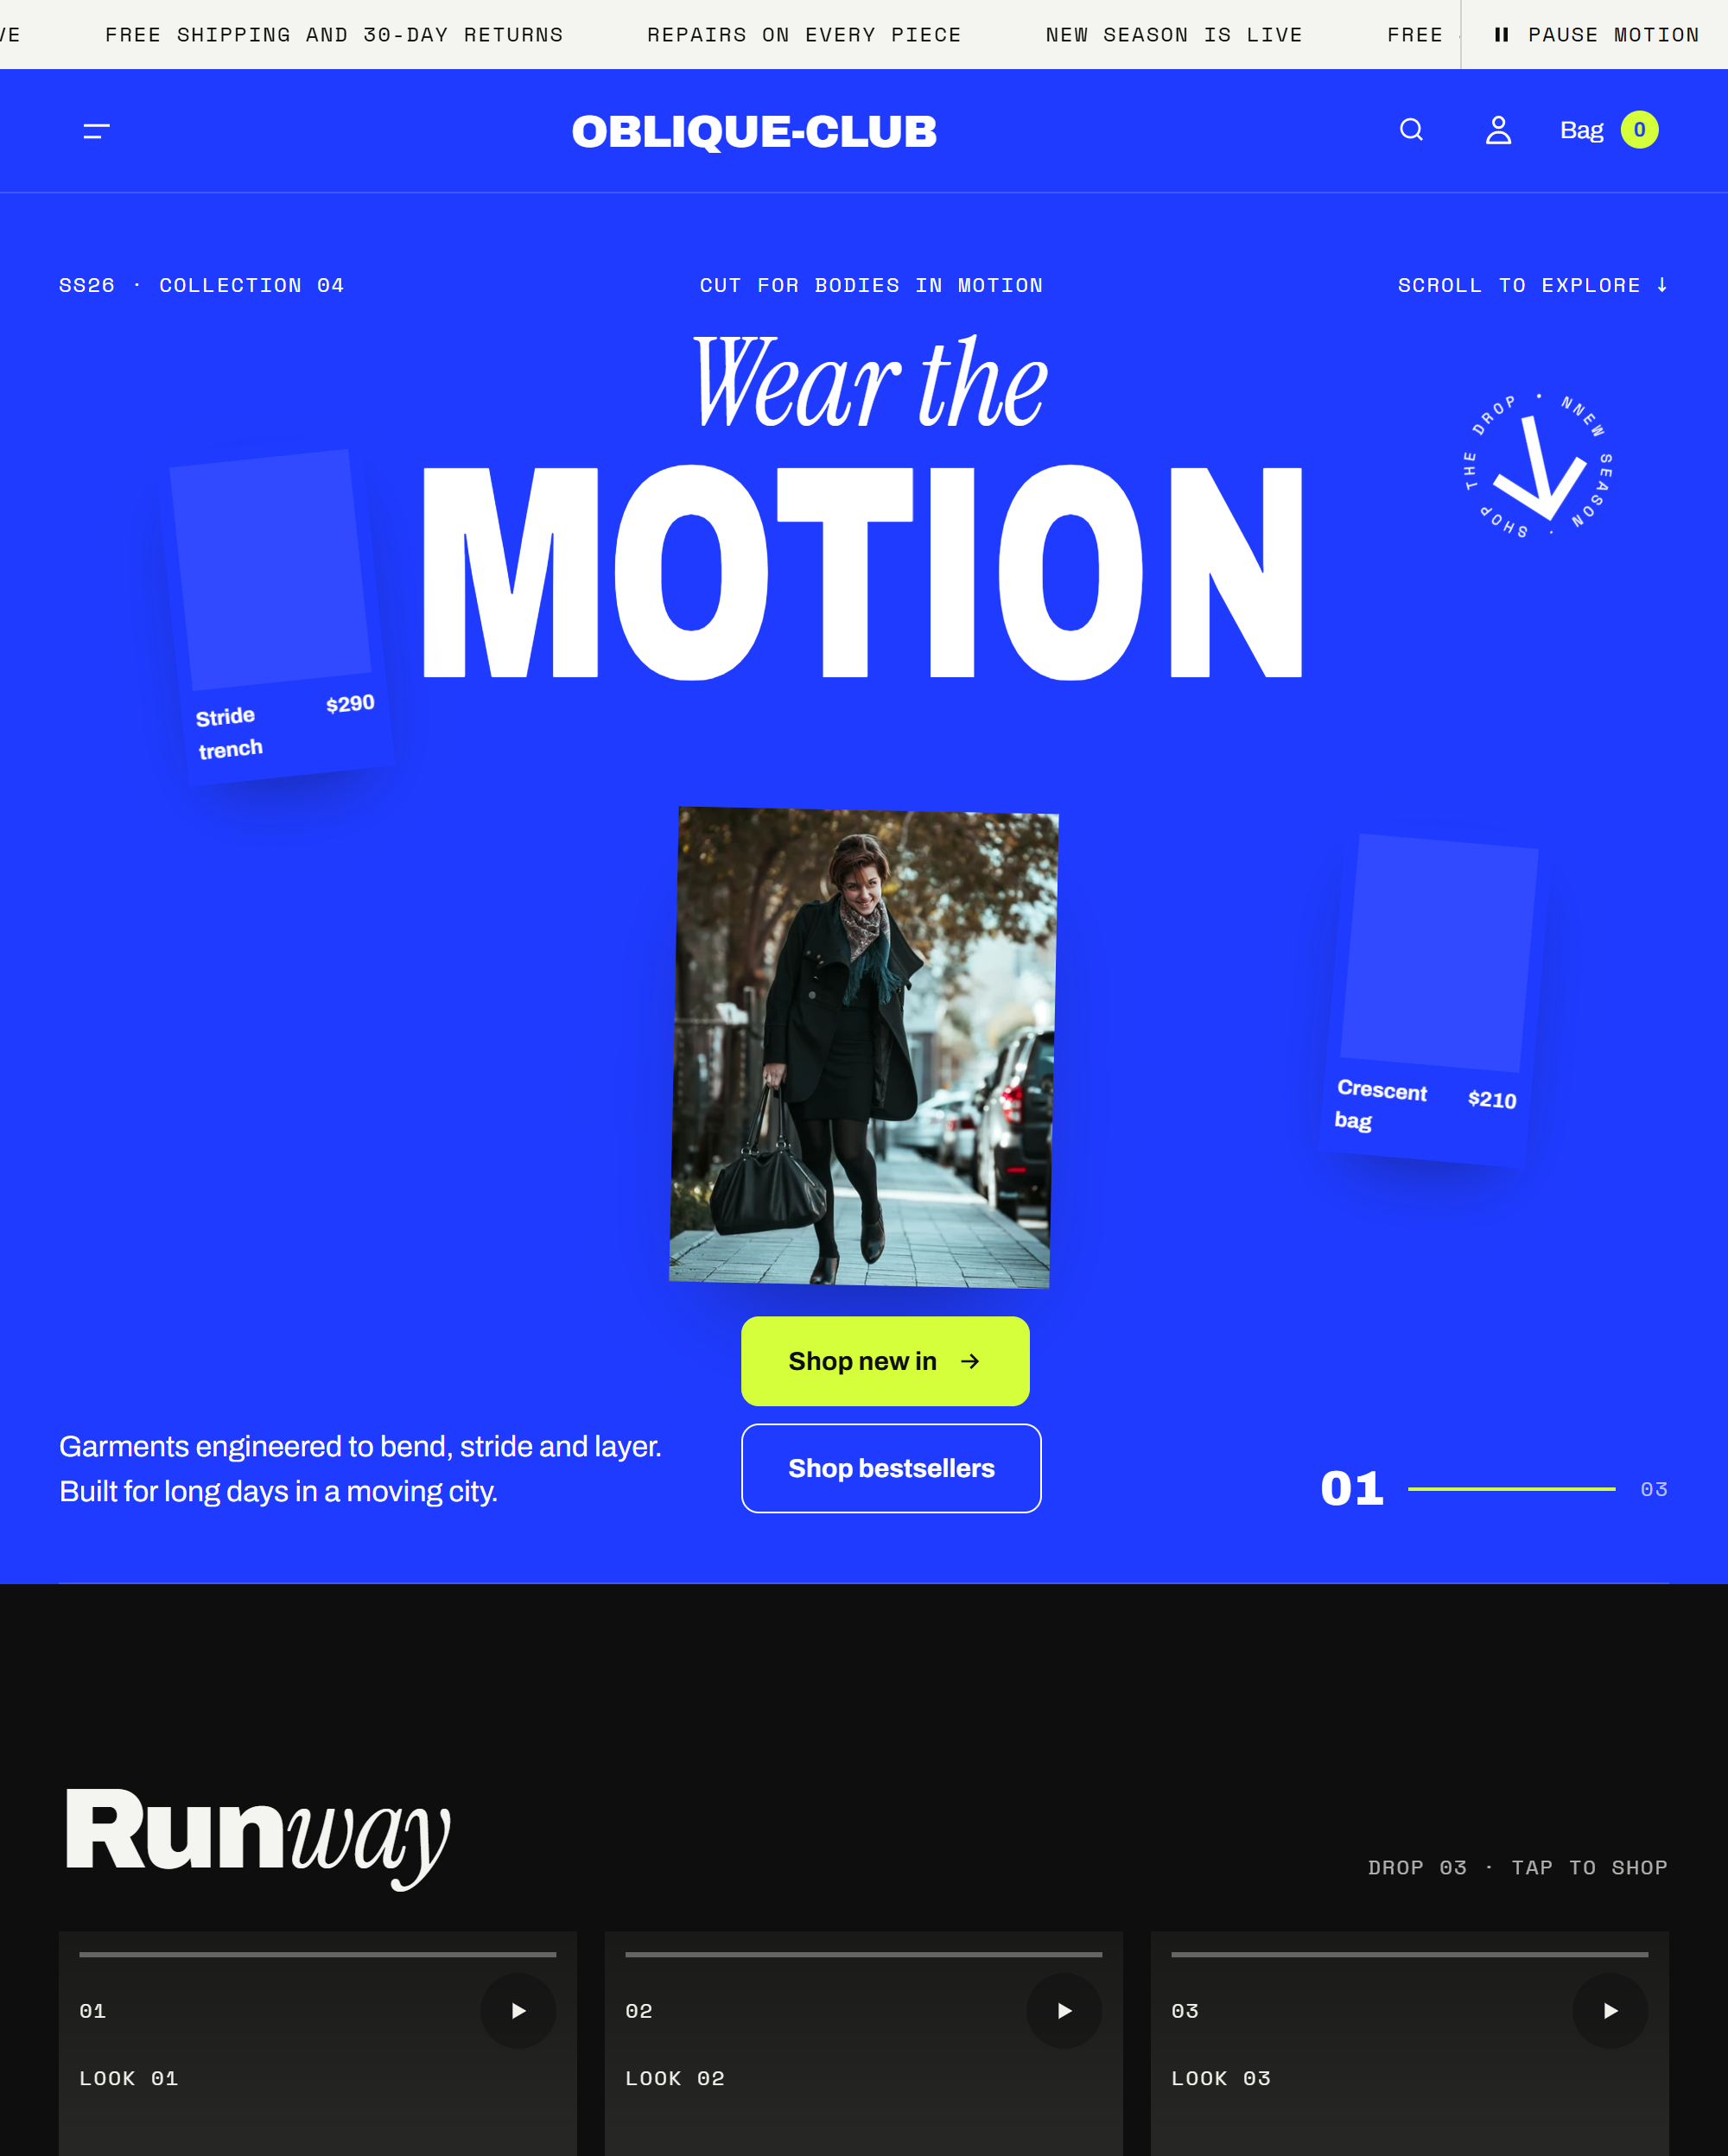 VE FREE SHIPPING AND 30-DAY RETURNS REPAIRS ON EVERY PIECE NEW SEASON IS LIVE FREE PAUSE MOTION
OBLIQUE-CLUB
Bag 0
SS26 · COLLECTION 04
CUT FOR BODIES IN MOTION
SCROLL TO EXPLORE ↓
Wear the
MOTION
NNEW SEASON · SHOP THE DROP ·
Stride $290
trench
Crescent $210
bag
Shop new in →
Shop bestsellers
Garments engineered to bend, stride and layer.
Built for long days in a moving city.
01 03
Runway
DROP 03 · TAP TO SHOP
01
LOOK 01
02
LOOK 02
03
LOOK 03